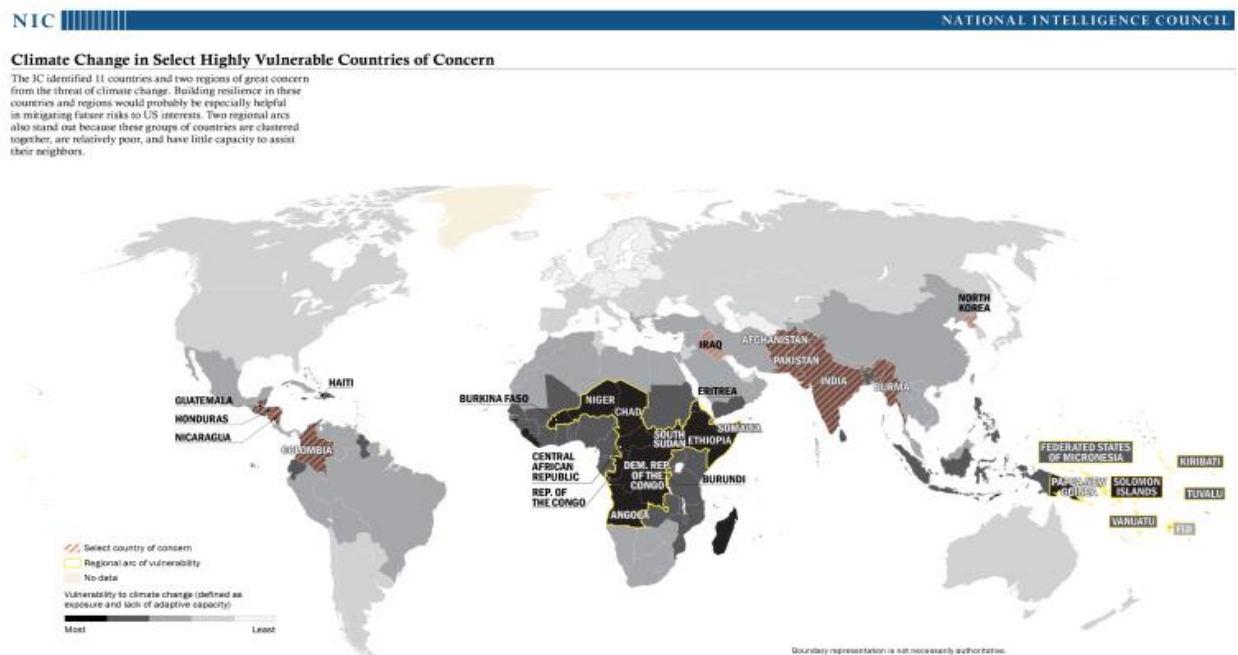 NIC
NATIONAL INTELLIGENCE COUNCIL
Climate Change in Select Highly Vulnerable Countries of Concern
The IC identified 11 countries and two regions of great concern
from the threat of climate change. Building resilience in these
countries and regions would probably be especially helpful
in mitigating future risks to US interests. Two regional arcs
also stand out because these groups of countries are clustered
together, are relatively poor, and have little capacity to assist
their neighbors.
NORTH
KOREA
IRAQ
AFGHANISTAN
PAKISTAN
INDIA
BURMA
HAITI
GUATEMALA
HONDURAS
NICARAGUA
COLOMBIA
BURKINA FASO
NIGER
CHAD
ERITREA
SOUTH
SUDAN
ETHIOPIA
SOMALIA
CENTRAL
AFRICAN
REPUBLIC
DEM. REP.
OF THE
CONGO
BURUNDI
REP. OF
THE CONGO
ANGOLA
FEDERATED STATES
OF MICRONESIA
KIRIBATI
PAPUA NEW
GUINEA
SOLOMON
ISLANDS
TUVALU
VANUATU
FIJI
Select country of concern
Regional arc of vulnerability
No data
Vulnerability to climate change (defined as
exposure and lack of adaptive capacity)
Most
Least
Boundary representation is not necessarily authoritative.